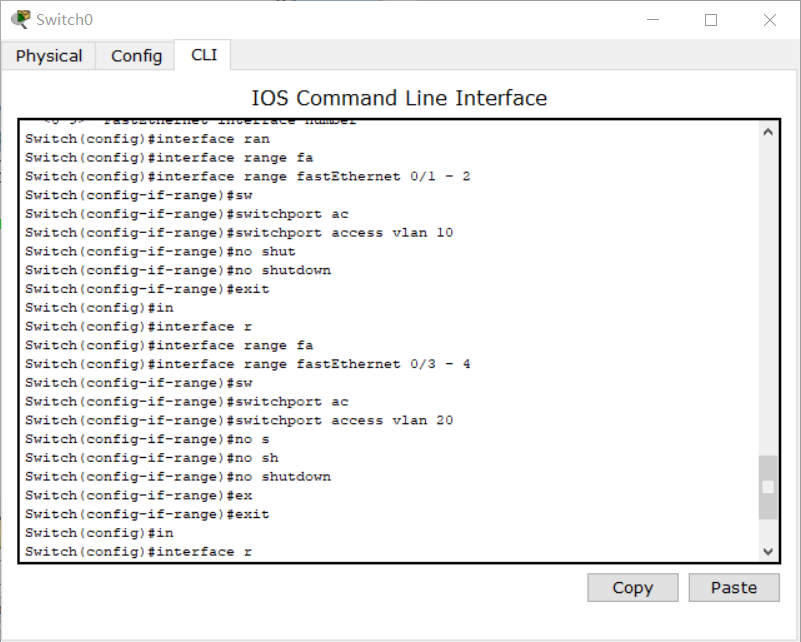 Switch0
Physical Config CLI
IOS Command Line Interface
FastEthernet interface number
Switch(config)#interface ran
Switch(config)#interface range fa
Switch(config)#interface range fastEthernet 0/1 - 2
Switch(config-if-range)#sw
Switch(config-if-range)#switchport ac
Switch(config-if-range)#switchport access vlan 10
Switch(config-if-range)#no shut
Switch(config-if-range)#no shutdown
Switch(config-if-range)#exit
Switch(config)#in
Switch(config)#interface r
Switch(config)#interface range fa
Switch(config)#interface range fastEthernet 0/3 - 4
Switch(config-if-range)#sw
Switch(config-if-range)#switchport ac
Switch(config-if-range)#switchport access vlan 20
Switch(config-if-range)#no s
Switch(config-if-range)#no sh
Switch(config-if-range)#no shutdown
Switch(config-if-range)#ex
Switch(config-if-range)#exit
Switch(config)#in
Switch(config)#interface r
Copy Paste